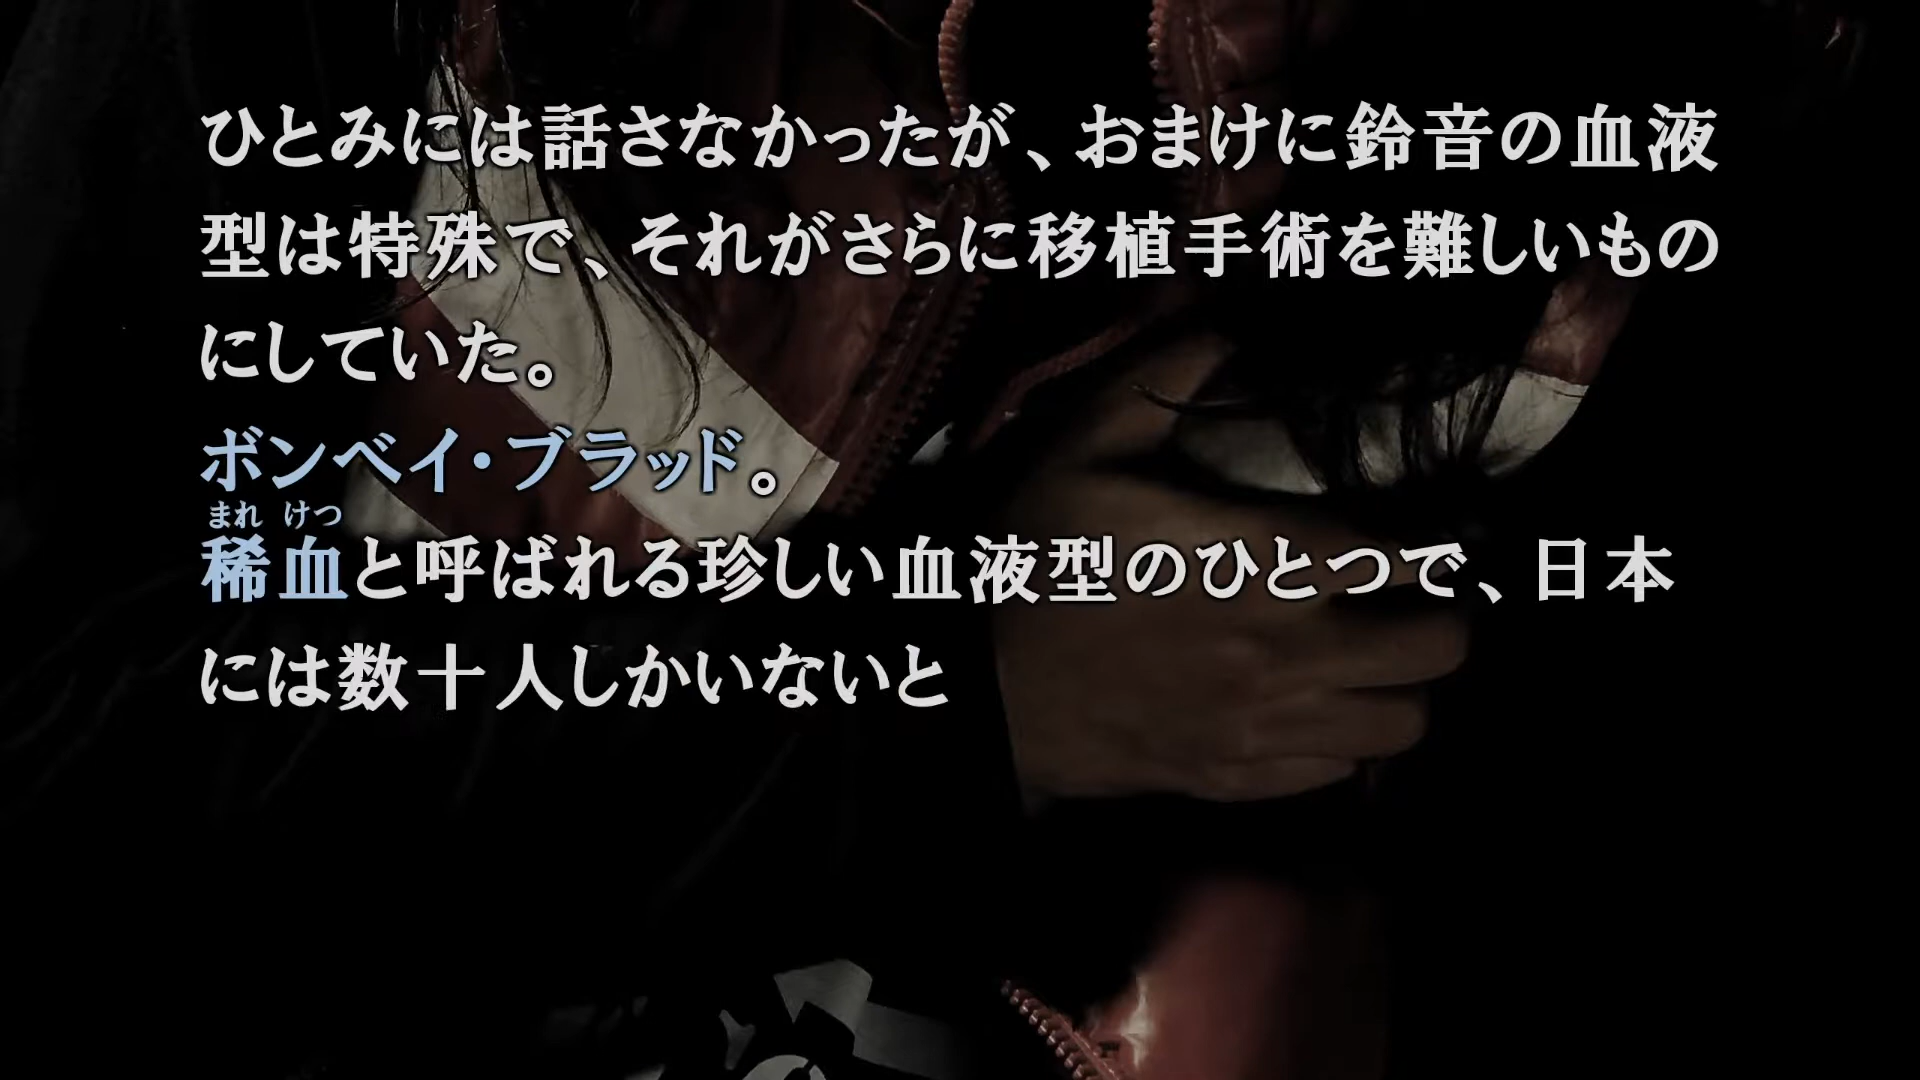 ひとみには話さなかったが、おまけに鈴音の血液
型は特殊で、それがさらに移植手術を難しいもの
にしていた。
ボンベイ・ブラッド。
まれ けつ
稀血と呼ばれる珍しい血液型のひとつで、日本
には数十人しかいないと